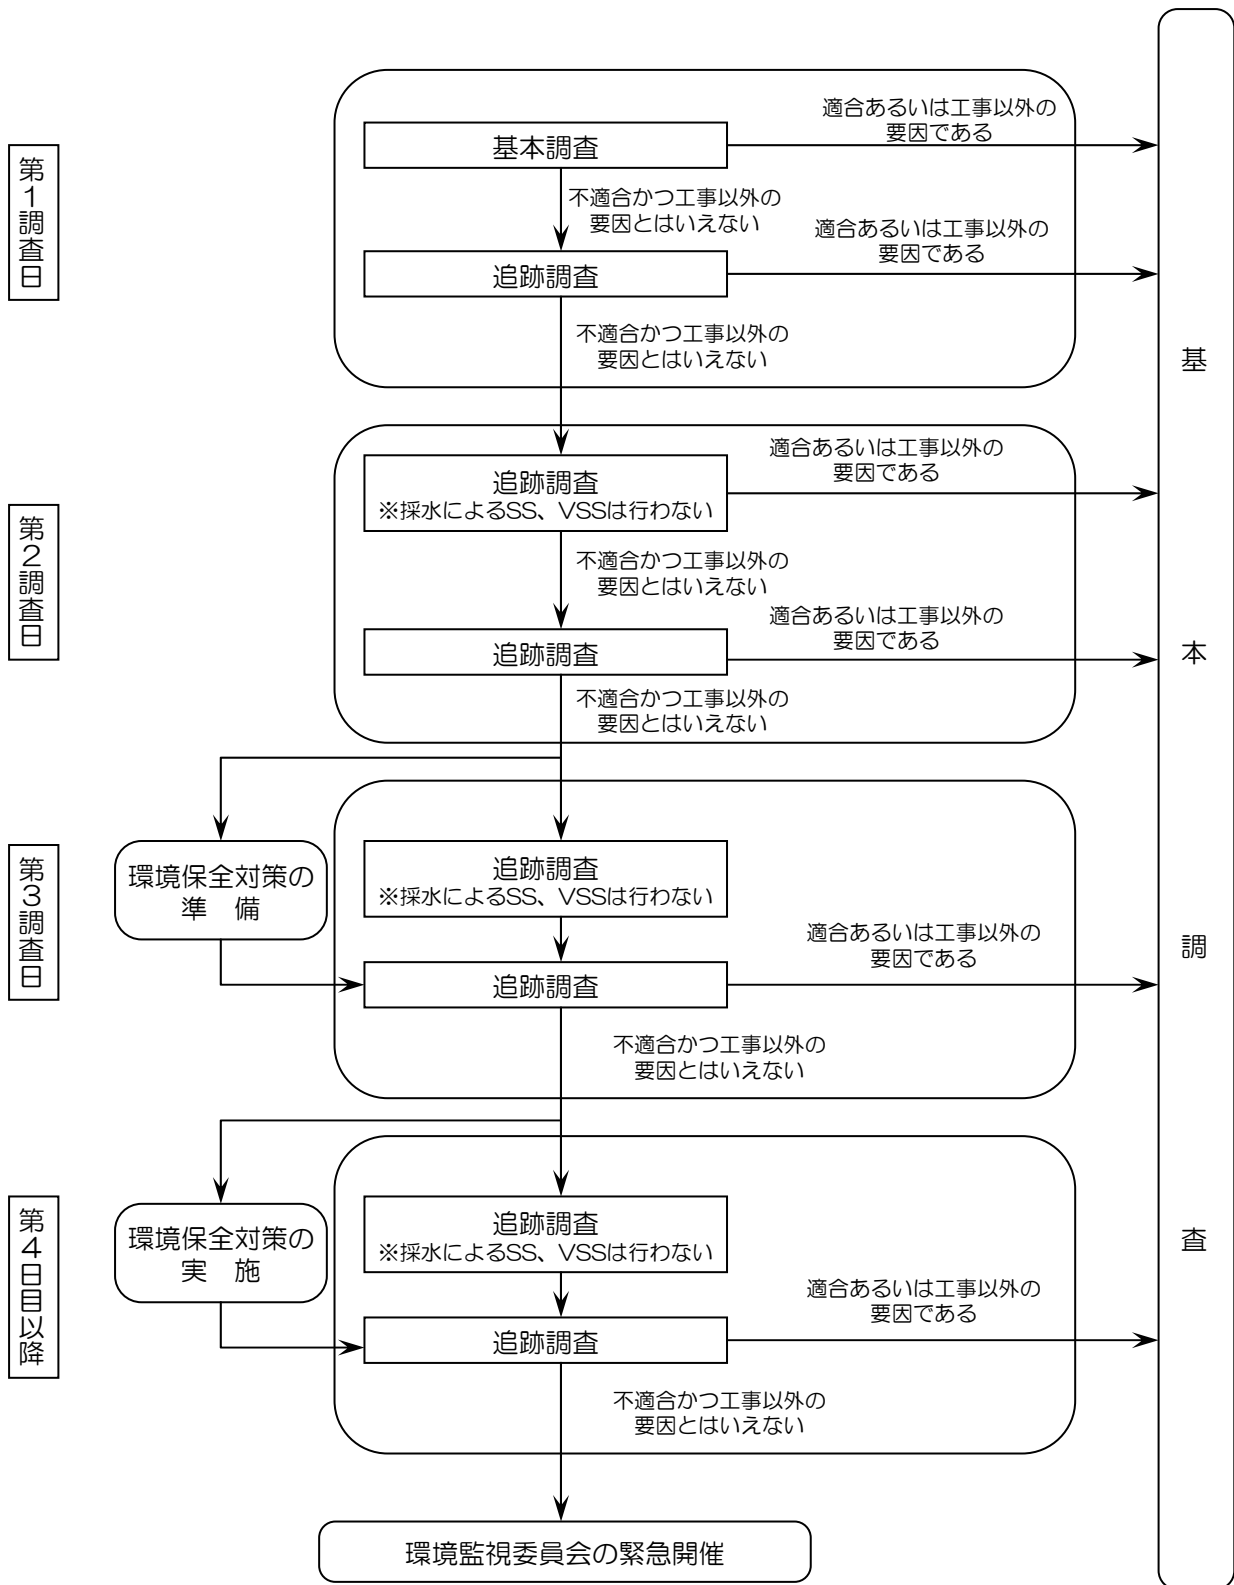 第1調査日
基本調査
適合あるいは工事以外の
要因である
不適合かつ工事以外の
要因とはいえない
追跡調査
適合あるいは工事以外の
要因である
不適合かつ工事以外の
要因とはいえない
第2調査日
追跡調査
※採水によるSS、VSSは行わない
適合あるいは工事以外の
要因である
不適合かつ工事以外の
要因とはいえない
追跡調査
適合あるいは工事以外の
要因である
不適合かつ工事以外の
要因とはいえない
第3調査日
環境保全対策の
準 備
追跡調査
※採水によるSS、VSSは行わない
追跡調査
適合あるいは工事以外の
要因である
不適合かつ工事以外の
要因とはいえない
第4日目以降
環境保全対策の
実 施
追跡調査
※採水によるSS、VSSは行わない
追跡調査
適合あるいは工事以外の
要因である
不適合かつ工事以外の
要因とはいえない
環境監視委員会の緊急開催
基本調査